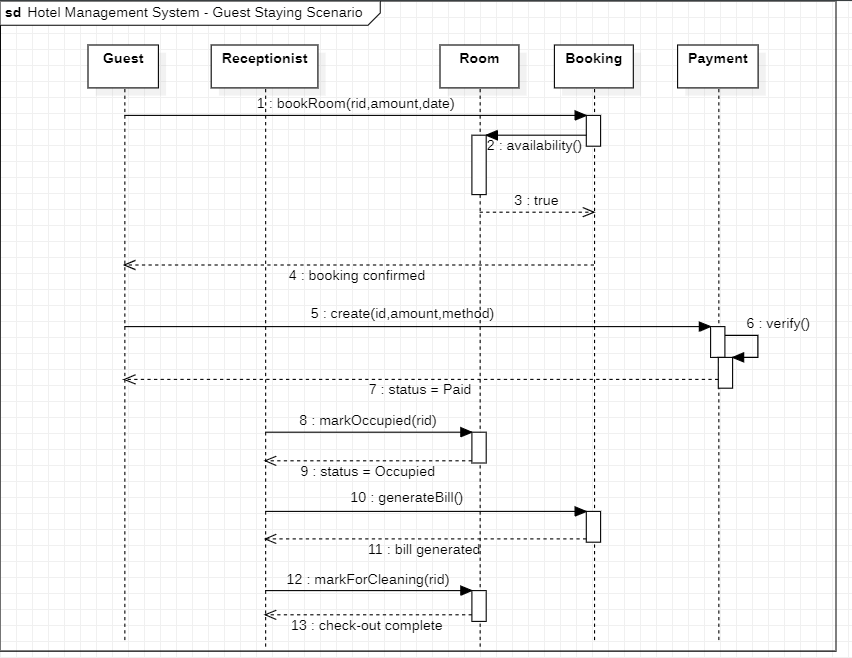 sd Hotel Management System - Guest Staying Scenario
Guest
Receptionist
Room
Booking
Payment
1 : bookRoom(rid,amount,date)
2 : availability()
3 : true
4 : booking confirmed
5 : create(id,amount,method)
6 : verify()
7 : status = Paid
8 : markOccupied(rid)
9 : status = Occupied
10 : generateBill()
11 : bill generated
12 : markForCleaning(rid)
13 : check-out complete